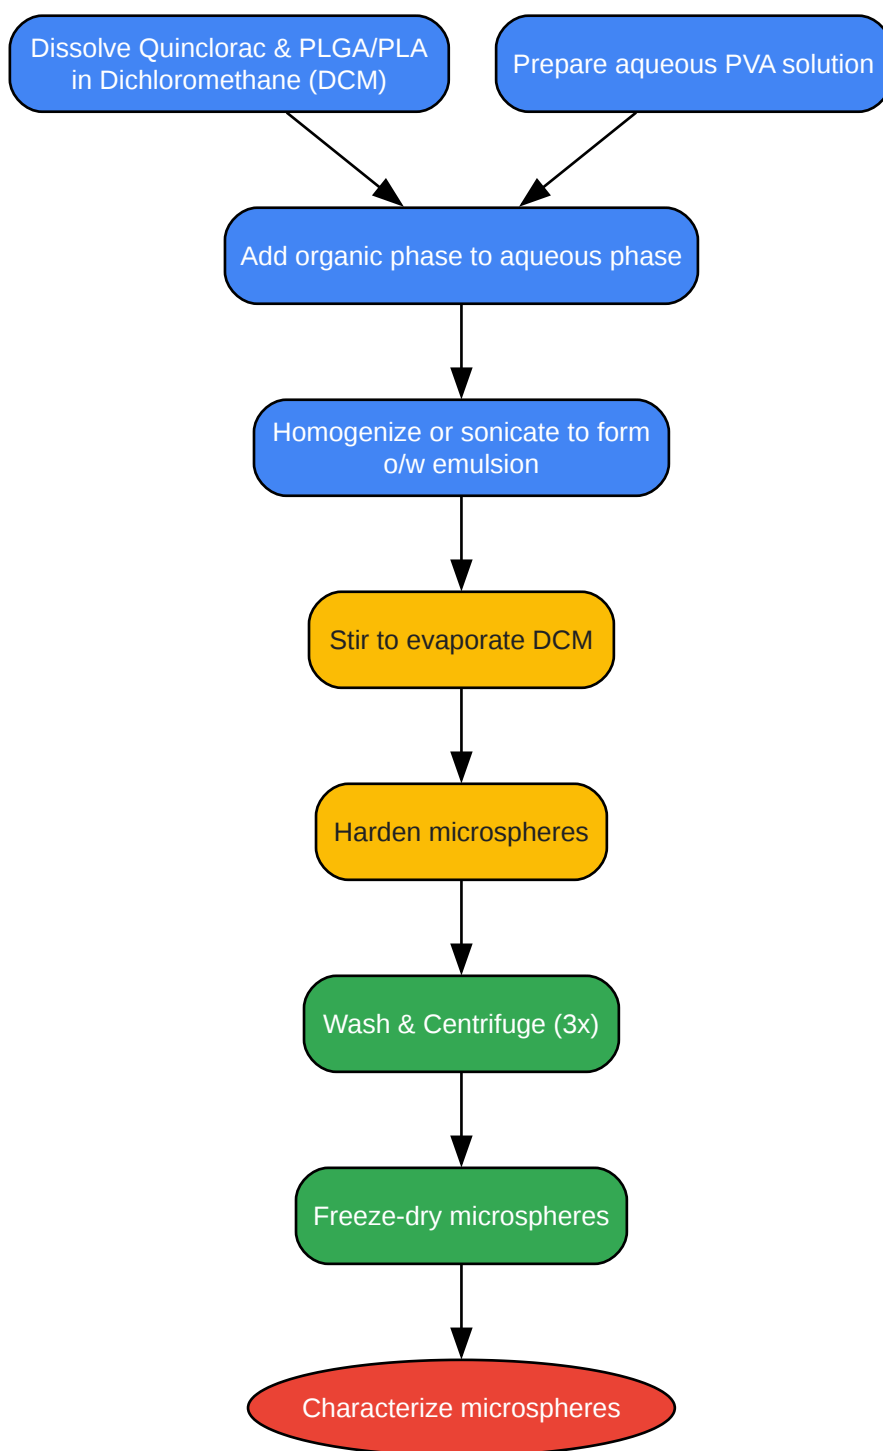 Dissolve Quinclorac & PLGA/PLA
in Dichloromethane (DCM)
Prepare aqueous PVA solution
Add organic phase to aqueous phase
Homogenize or sonicate to form
o/w emulsion
Stir to evaporate DCM
Harden microspheres
Wash & Centrifuge (3x)
Freeze-dry microspheres
Characterize microspheres